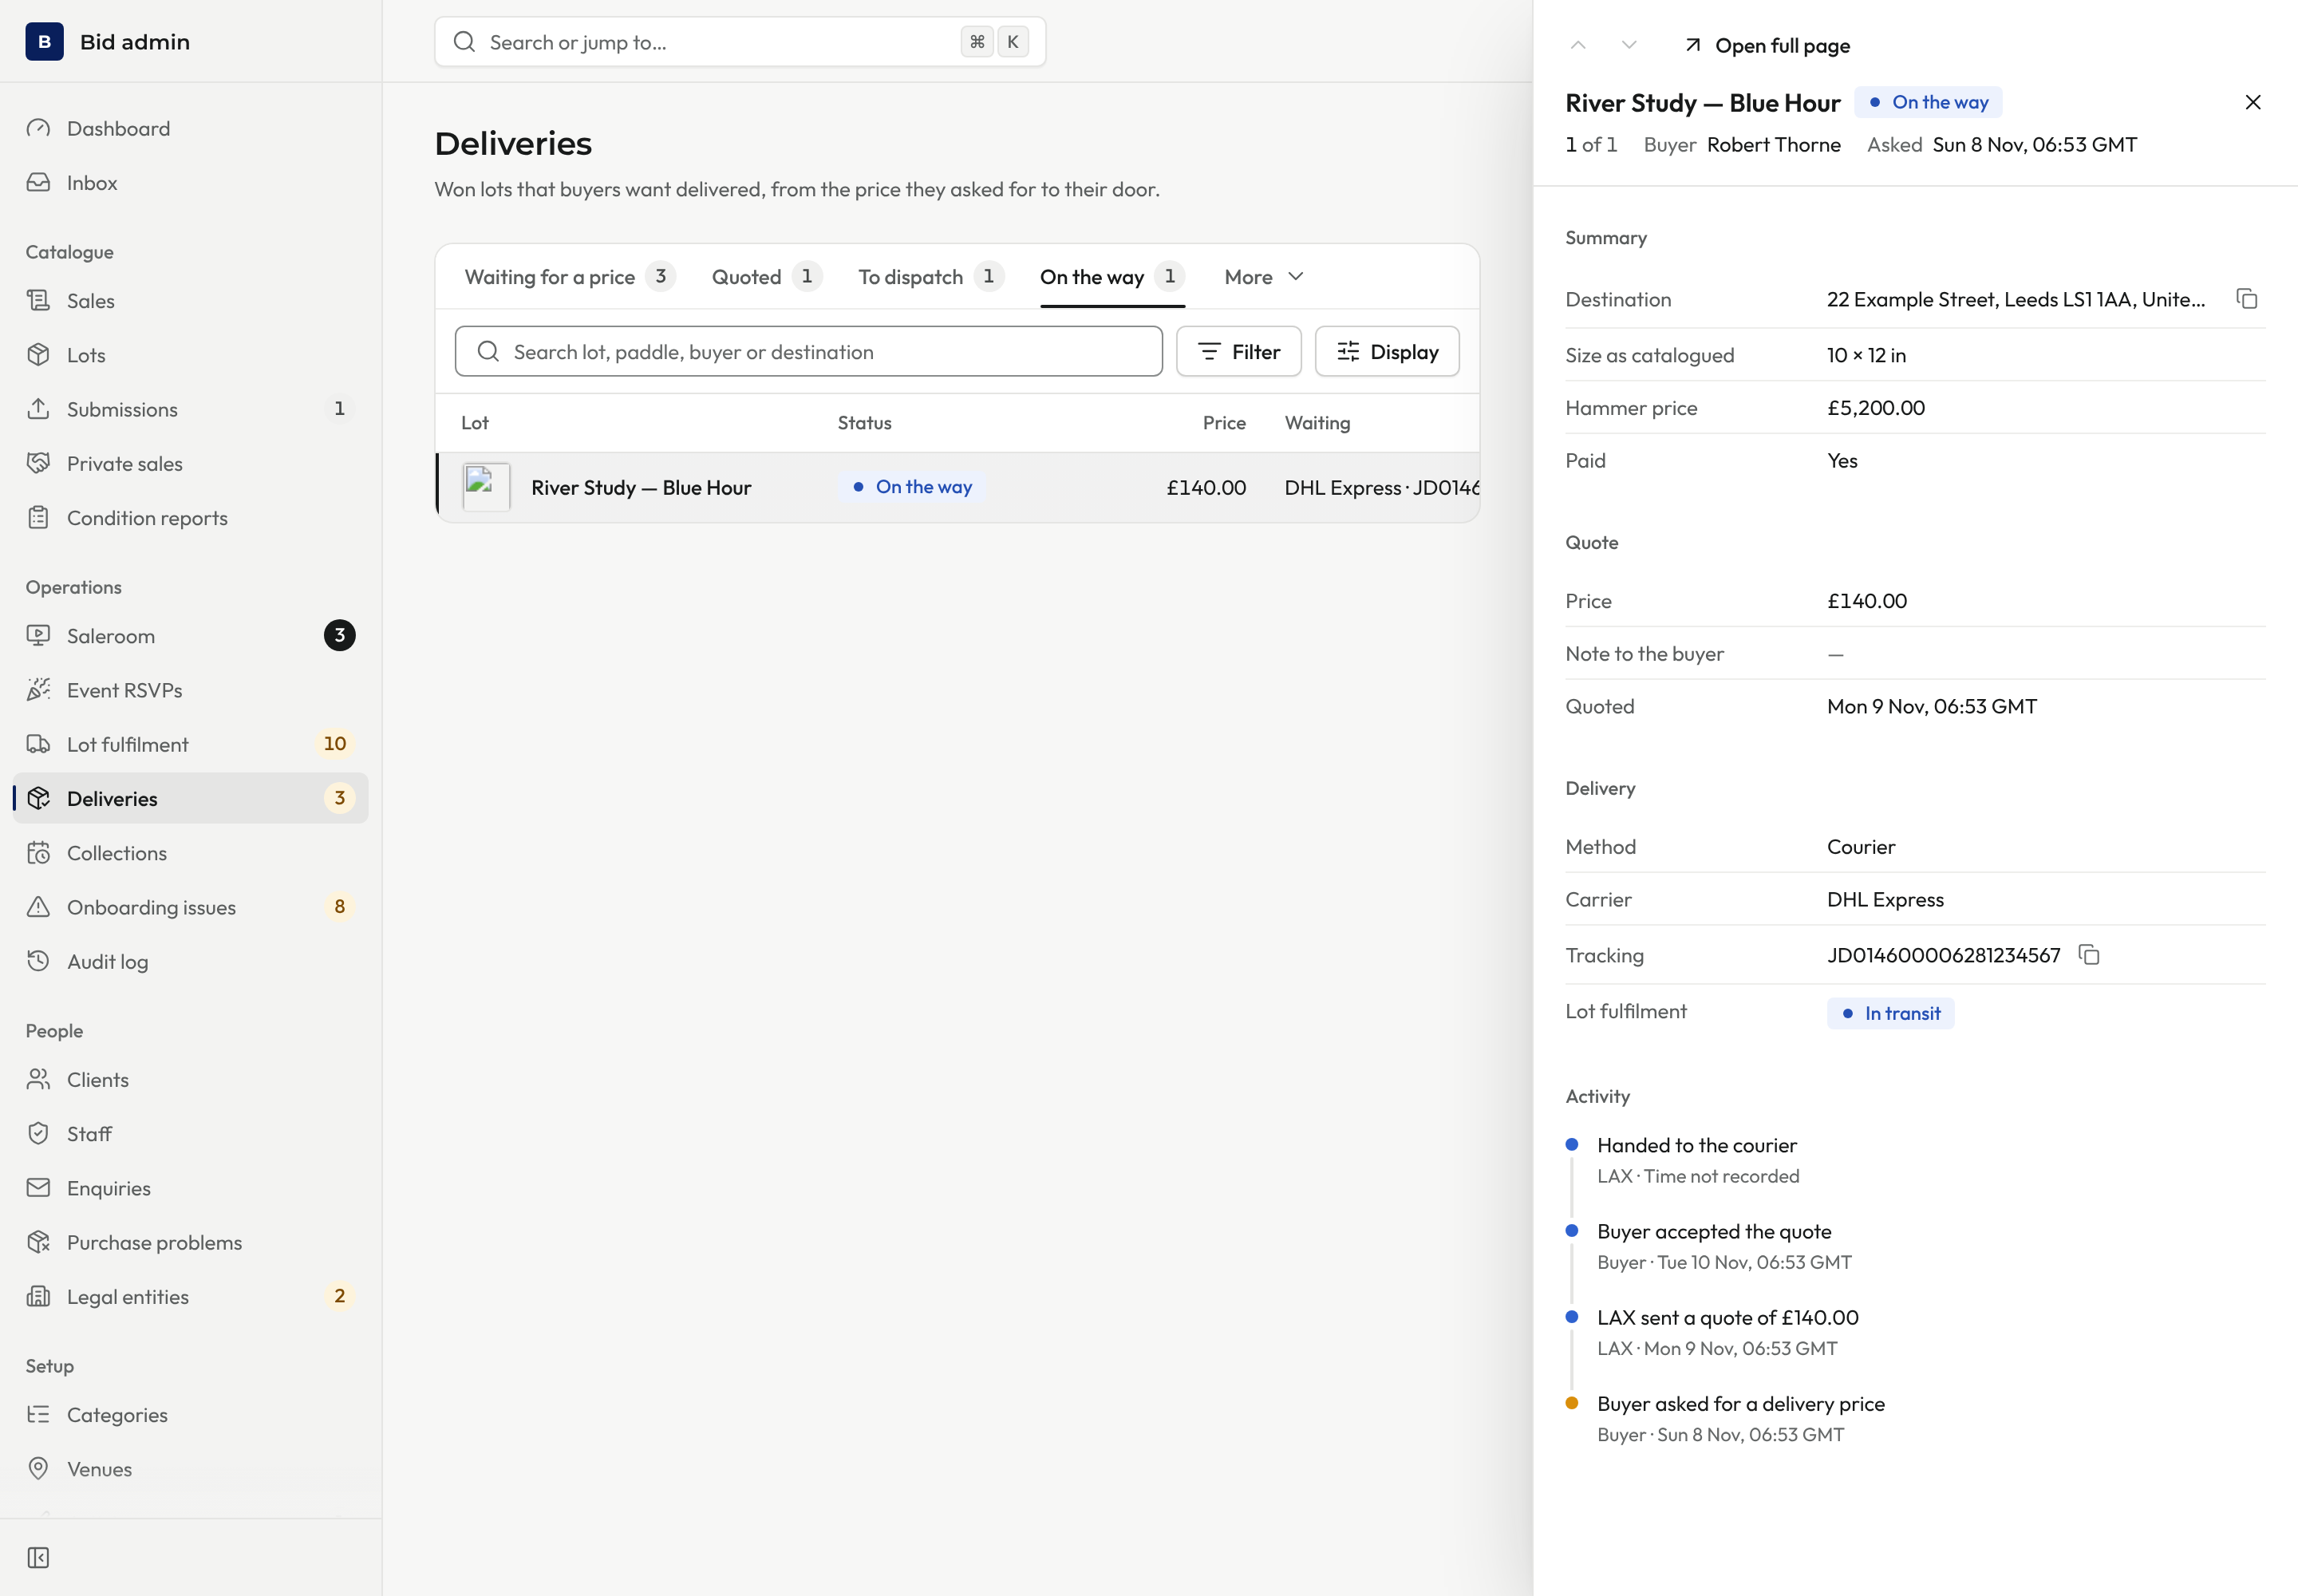 B Bid admin
Search or jump to... ⌘ K
Dashboard
Inbox
Catalogue
Sales
Lots
Submissions 1
Private sales
Condition reports
Operations
Saleroom 3
Event RSVPs
Lot fulfilment 10
Deliveries 3
Collections
Onboarding issues 8
Audit log
People
Clients
Staff
Enquiries
Purchase problems
Legal entities 2
Setup
Categories
Venues
Deliveries
Won lots that buyers want delivered, from the price they asked for to their door.
Waiting for a price 3 Quoted 1 To dispatch 1 On the way 1 More
Search lot, paddle, buyer or destination Filter Display
Lot Status Price Waiting
River Study — Blue Hour On the way £140.00 DHL Express · JD0146
Open full page
River Study — Blue Hour On the way
1 of 1 Buyer Robert Thorne Asked Sun 8 Nov, 06:53 GMT
Summary
Destination 22 Example Street, Leeds LS1 1AA, Unite...
Size as catalogued 10 × 12 in
Hammer price £5,200.00
Paid Yes
Quote
Price £140.00
Note to the buyer —
Quoted Mon 9 Nov, 06:53 GMT
Delivery
Method Courier
Carrier DHL Express
Tracking JD014600006281234567
Lot fulfilment In transit
Activity
Handed to the courier
LAX · Time not recorded
Buyer accepted the quote
Buyer · Tue 10 Nov, 06:53 GMT
LAX sent a quote of £140.00
LAX · Mon 9 Nov, 06:53 GMT
Buyer asked for a delivery price
Buyer · Sun 8 Nov, 06:53 GMT